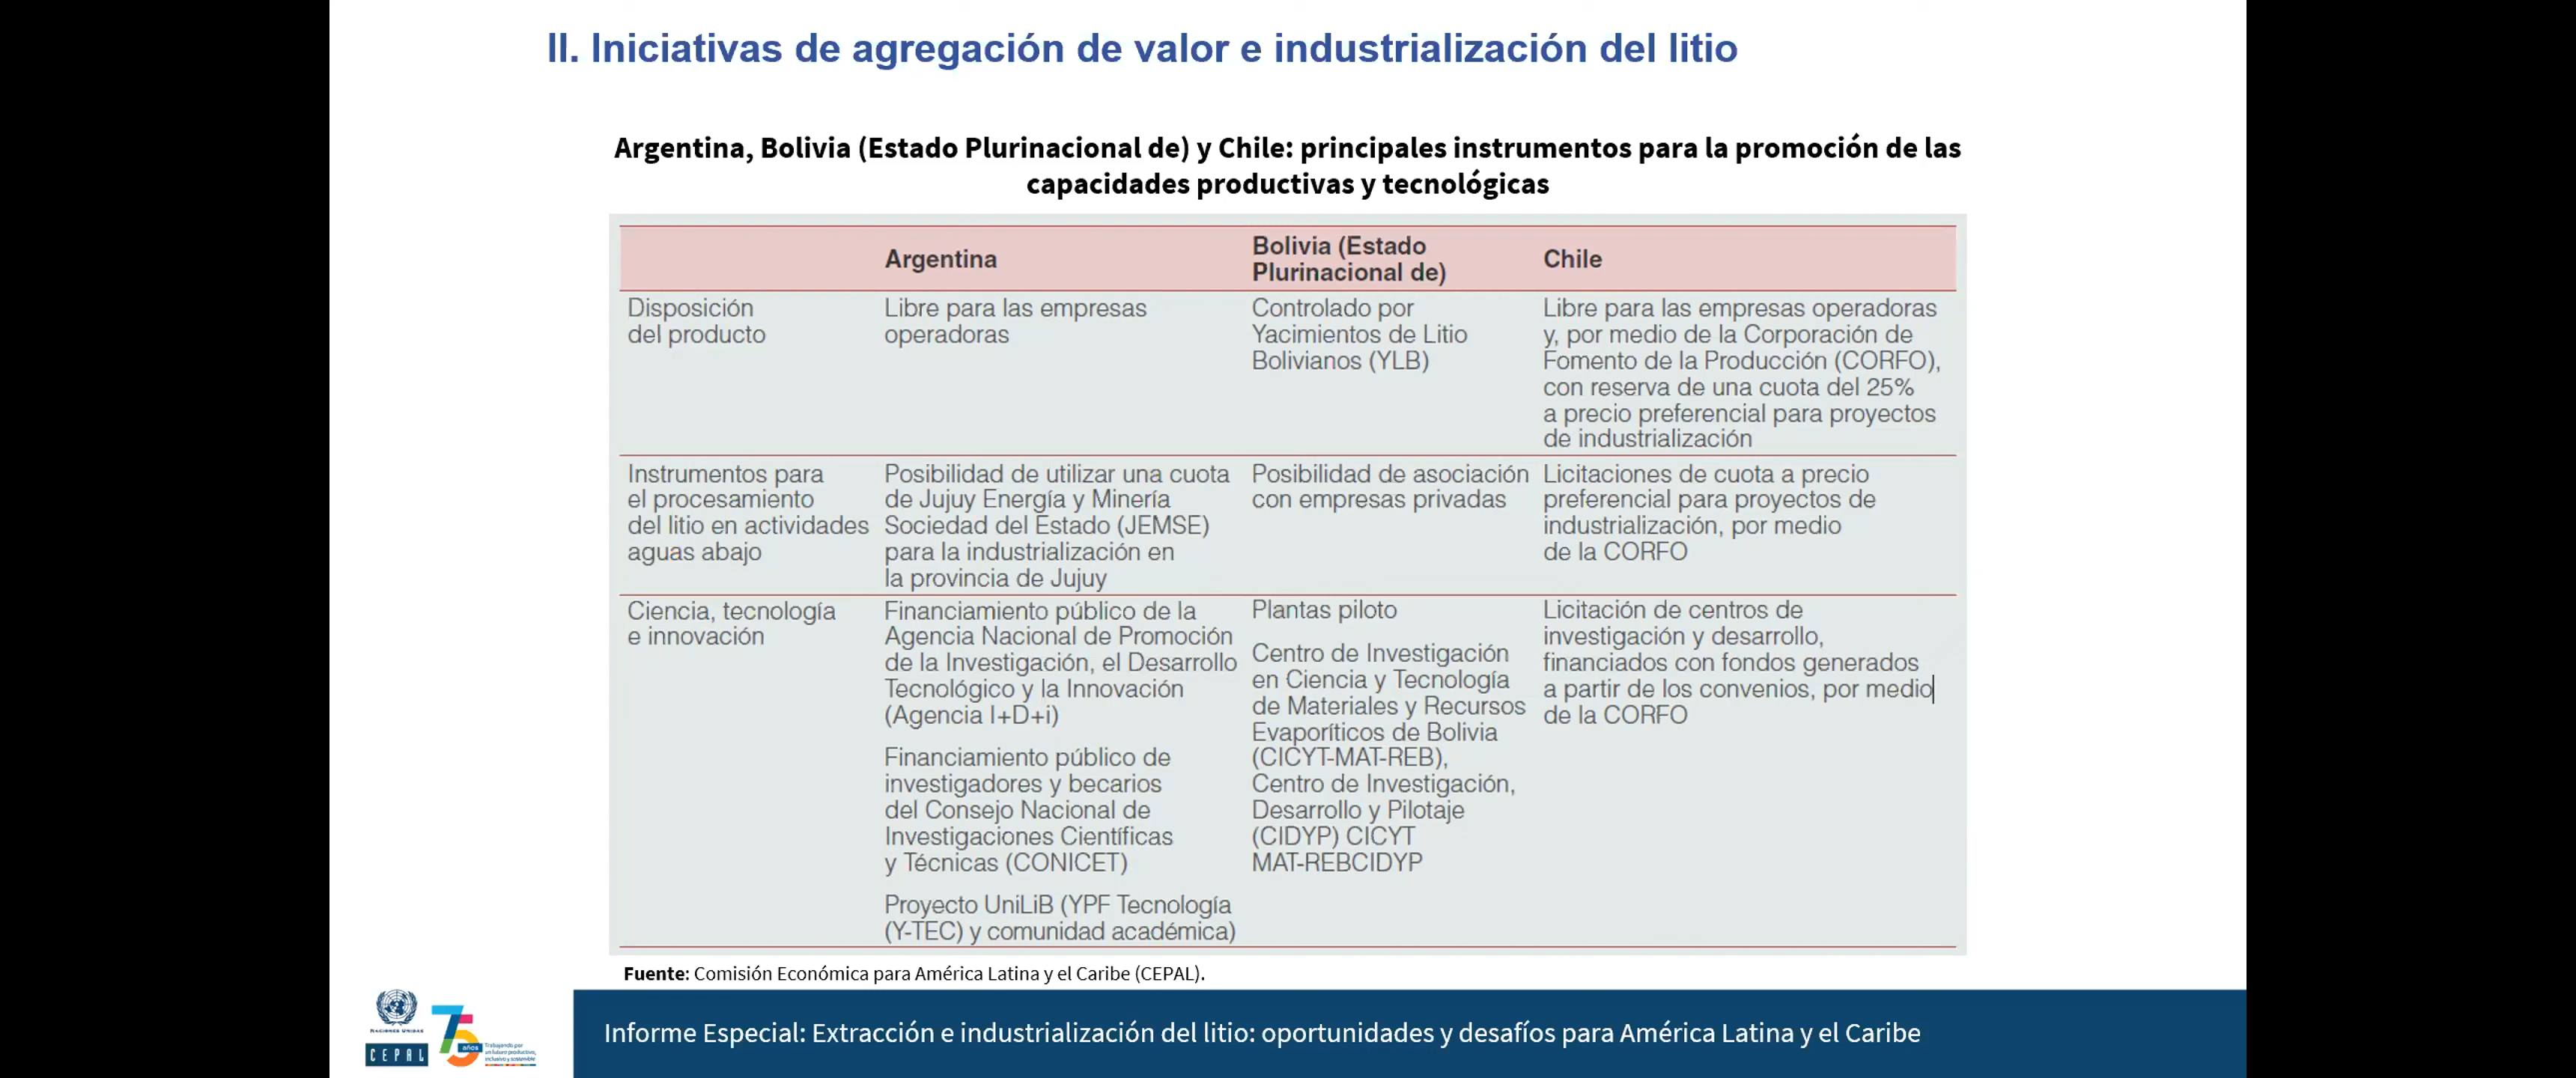 II. Iniciativas de agregación de valor e industrialización del litio
Argentina, Bolivia (Estado Plurinacional de) y Chile: principales instrumentos para la promoción de las
capacidades productivas y tecnológicas
Argentina
Bolivia (Estado
Plurinacional de)
Chile
Disposición
del producto
Libre para las empresas
operadoras
Controlado por
Yacimientos de Litio
Bolivianos (YLB)
Libre para las empresas operadoras
y, por medio de la Corporación de
Fomento de la Producción (CORFO),
con reserva de una cuota del 25%
a precio preferencial para proyectos
de industrialización
Instrumentos para
el procesamiento
del litio en actividades
aguas abajo
Posibilidad de utilizar una cuota
de Jujuy Energía y Minería
Sociedad del Estado (JEMSE)
para la industrialización en
la provincia de Jujuy
Posibilidad de asociación
con empresas privadas
Licitaciones de cuota a precio
preferencial para proyectos de
industrialización, por medio
de la CORFO
Ciencia, tecnología
e innovación
Financiamiento público de la
Agencia Nacional de Promoción
de la Investigación, el Desarrollo
Tecnológico y la Innovación
(Agencia I+D+i)
Financiamiento público de
investigadores y becarios
del Consejo Nacional de
Investigaciones Científicas
y Técnicas (CONICET)
Proyecto UniLiB (YPF Tecnología
(Y-TEC) y comunidad académica)
Plantas piloto
Centro de Investigación
en Ciencia y Tecnología
de Materiales y Recursos
Evaporíticos de Bolivia
(CICYT-MAT-REB),
Centro de Investigación,
Desarrollo y Pilotaje
(CIDYP) CICYT
MAT-REBCIDYP
Licitación de centros de
investigación y desarrollo,
financiados con fondos generados
a partir de los convenios, por medio
de la CORFO
Fuente: Comisión Económica para América Latina y el Caribe (CEPAL).
NACIONES UNIDAS
CEPAL
75
años
Trabajando por
un futuro productivo,
inclusivo y sostenible
Informe Especial: Extracción e industrialización del litio: oportunidades y desafíos para América Latina y el Caribe